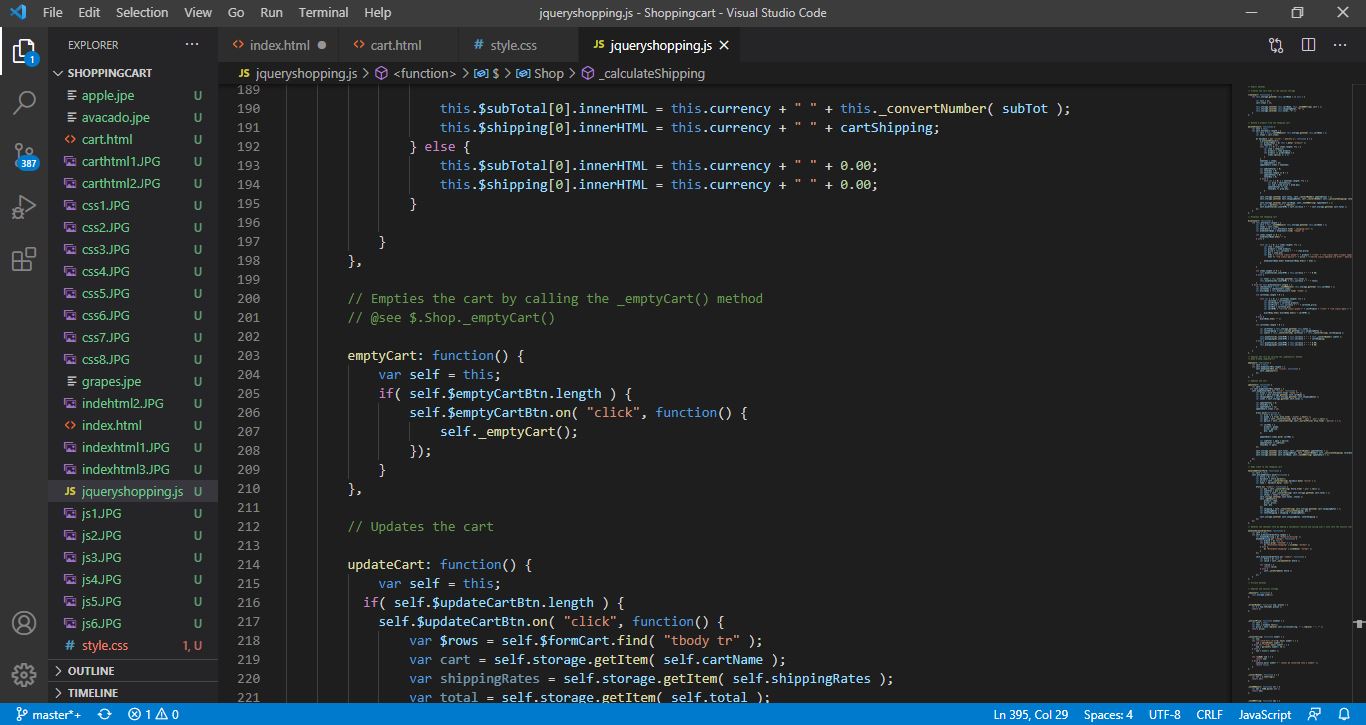 File Edit Selection View Go Run Terminal Help jqueryshopping.js - Shoppingcart - Visual Studio Code
EXPLORER
1
SHOPPINGCART
apple.jpe U
avacado.jpe U
cart.html U
carthtml1.JPG U
carthtml2.JPG U
387
css1.JPG U
css2.JPG U
css3.JPG U
css4.JPG U
css5.JPG U
css6.JPG U
css7.JPG U
css8.JPG U
grapes.jpe U
indehtml2.JPG U
index.html U
indexhtml1.JPG U
indexhtml3.JPG U
JS jqueryshopping.js U
js1.JPG U
js2.JPG U
js3.JPG U
js4.JPG U
js5.JPG U
js6.JPG U
# style.css 1, U
OUTLINE
TIMELINE
<> index.html <> cart.html # style.css JS jqueryshopping.js
JS jqueryshopping.js > <function> > $ > Shop > _calculateShipping
189
190 this.$subTotal[0].innerHTML = this.currency + " " + this._convertNumber( subTot );
191 this.$shipping[0].innerHTML = this.currency + " " + cartShipping;
192 } else {
193 this.$subTotal[0].innerHTML = this.currency + " " + 0.00;
194 this.$shipping[0].innerHTML = this.currency + " " + 0.00;
195 }
196
197 }
198 },
199
200 // Empties the cart by calling the _emptyCart() method
201 // @see $.Shop._emptyCart()
202
203 emptyCart: function() {
204 var self = this;
205 if( self.$emptyCartBtn.length ) {
206 self.$emptyCartBtn.on( "click", function() {
207 self._emptyCart();
208 });
209 }
210 },
211
212 // Updates the cart
213
214 updateCart: function() {
215 var self = this;
216 if( self.$updateCartBtn.length ) {
217 self.$updateCartBtn.on( "click", function() {
218 var $rows = self.$formCart.find( "tbody tr" );
219 var cart = self.storage.getItem( self.cartName );
220 var shippingRates = self.storage.getItem( self.shippingRates );
221 var total = self.storage.getItem( self.total );
master*+ 1 0 Ln 395, Col 29 Spaces: 4 UTF-8 CRLF JavaScript